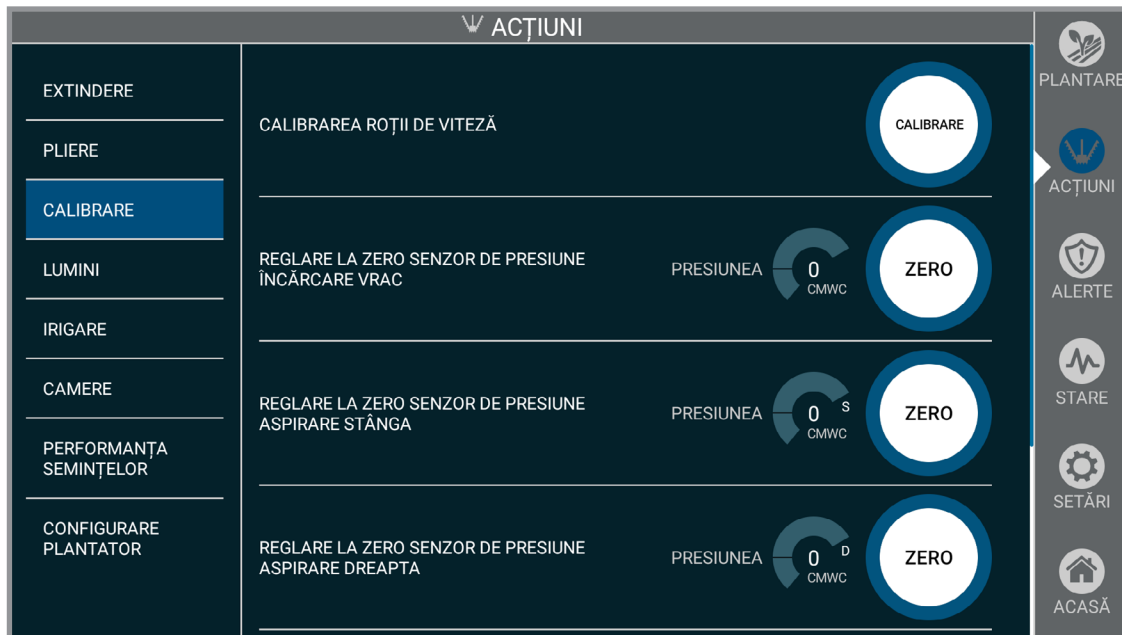 ACȚIUNI
EXTINDERE
PLIERE
CALIBRARE
LUMINI
IRIGARE
CAMERE
PERFORMANȚA
SEMINȚELOR
CONFIGURARE
PLANTATOR
CALIBRAREA ROȚII DE VITEZĂ
CALIBRARE
REGLARE LA ZERO SENZOR DE PRESIUNE
ÎNCĂRCARE VRAC
PRESIUNEA
0
CMWC
ZERO
REGLARE LA ZERO SENZOR DE PRESIUNE
ASPIRARE STÂNGA
PRESIUNEA
0 S
CMWC
ZERO
REGLARE LA ZERO SENZOR DE PRESIUNE
ASPIRARE DREAPTA
PRESIUNEA
0 D
CMWC
ZERO
PLANTARE
ACȚIUNI
ALERTE
STARE
SETĂRI
ACASĂ